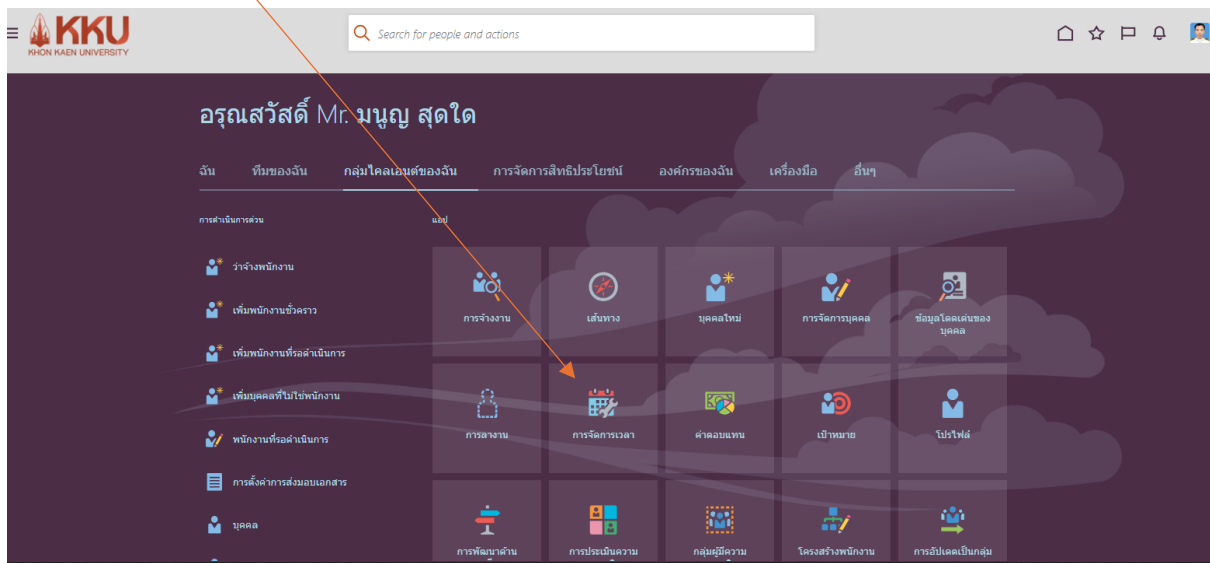 KKU
KHON KAEN UNIVERSITY
Search for people and actions
อรุณสวัสดิ์ Mr. มนูญ สุดใด
ฉัน ทีมของฉัน กลุ่มไคลเอนต์ของฉัน การจัดการสิทธิประโยชน์ องค์กรของฉัน เครื่องมือ อื่นๆ
การดำเนินการด่วน
แอป
ว่าจ้างพนักงาน
เพิ่มพนักงานชั่วคราว
เพิ่มพนักงานที่รอดำเนินการ
เพิ่มบุคคลที่ไม่ใช่พนักงาน
พนักงานที่รอดำเนินการ
การตั้งค่าการส่งมอบเอกสาร
บุคคล
การจ้างงาน
เส้นทาง
บุคคลใหม่
การจัดการบุคคล
ข้อมูลโดดเด่นของ
บุคคล
การลางาน
การจัดการเวลา
ค่าตอบแทน
เป้าหมาย
โปรไฟล์
การพัฒนาด้าน
การประเมินความ
กลุ่มผู้มีความ
โครงสร้างพนักงาน
การอัปเดตเป็นกลุ่ม